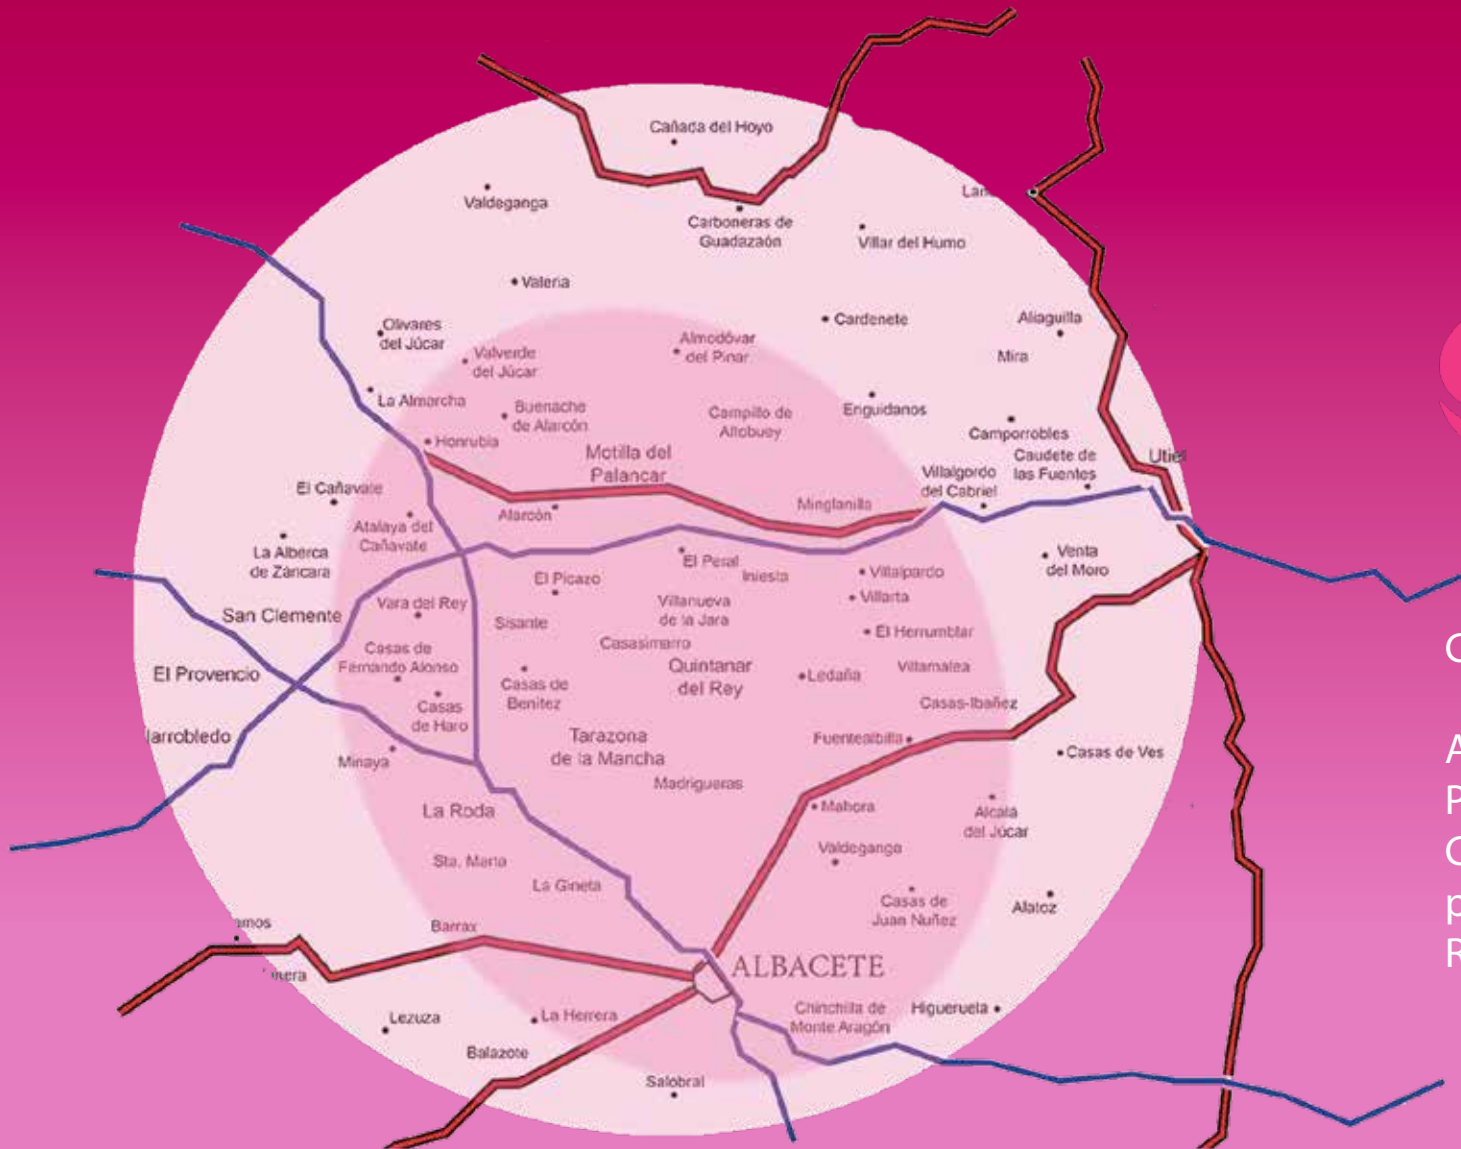 Cañada del Hoyo
Valdeganga
Carboneras de
Guadazaón
Villar del Humo
Valeria
Olivares
del Júcar
Cardenete
Aliaguilla
Almodóvar
del Pinar
Valverde
del Júcar
Mira
La Almarcha
Buenache
de Alarcón
Campillo de
Altobuey
Enguidanos
Camporrobles
Honrubia
Motilla del
Palancar
Caudete de
las Fuentes
Utiel
Villalgordo
del Cabriel
El Cañavate
Alarcón
Minglanilla
Atalaya del
Cañavate
La Alberca
de Záncara
El Peral
Iniesta
Venta
del Moro
El Picazo
Villalpardo
San Clemente
Vara del Rey
Villanueva
de la Jara
Villarta
Sisante
Casasimarro
El Herrumblar
Casas de
Fernando Alonso
El Provencio
Quintanar
del Rey
Ledaña
Villamalea
Casas de
Benitez
Casas
de Haro
Casas-Ibañez
Tarazona
de la Mancha
Fuentealbilla
Casas de Ves
Minaya
Madrigueras
La Roda
Mahora
Alcalá
del Júcar
Sta. Marta
Valdeganga
La Gineta
Casas de
Juan Nuñez
Alatoz
Barrax
ALBACETE
Lezuza
La Herrera
Chinchilla de
Monte Aragón
Higueruela
Balazote
Salobral